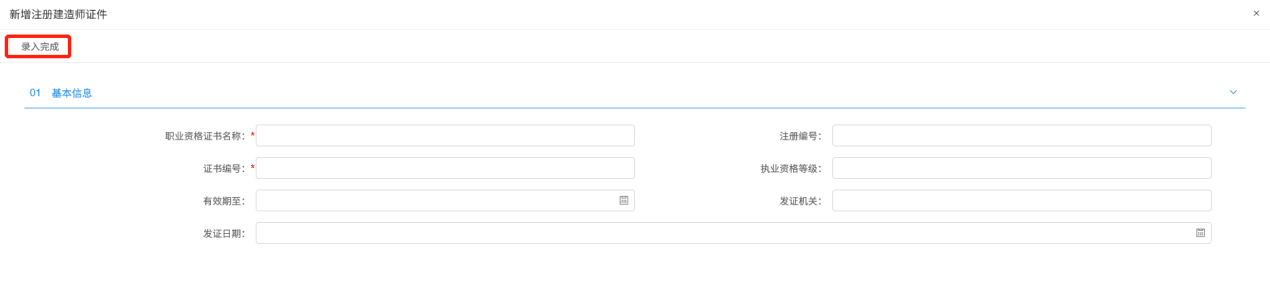 新增注册建造师证件 ×
录入完成
01 基本信息
职业资格证书名称：* 注册编号：
证书编号：* 执业资格等级：
有效期至： 发证机关：
发证日期：